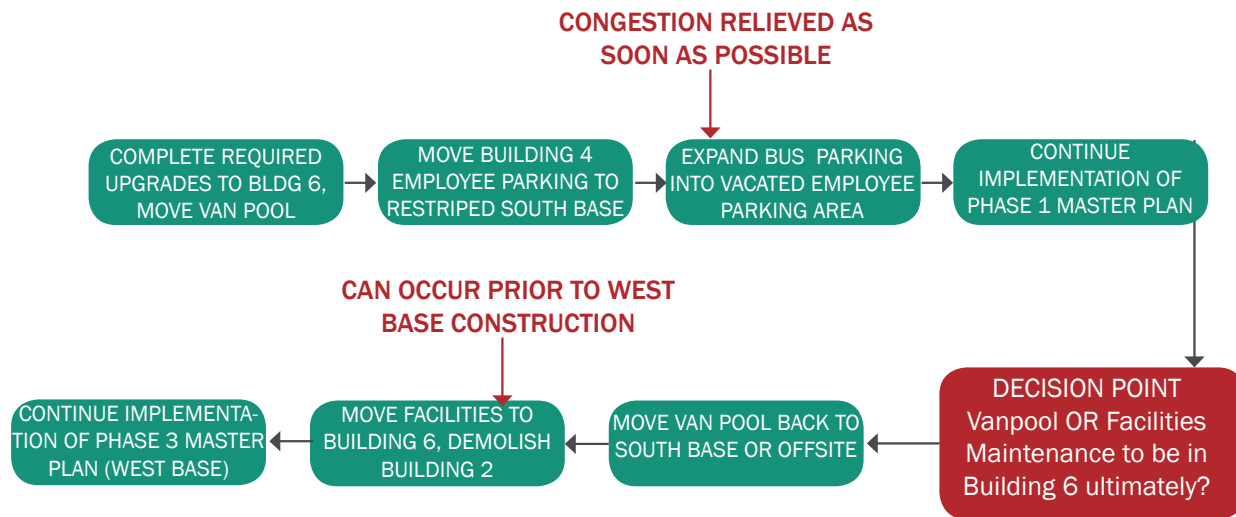 CONGESTION RELIEVED AS
SOON AS POSSIBLE
COMPLETE REQUIRED
UPGRADES TO BLDG 6,
MOVE VAN POOL
MOVE BUILDING 4
EMPLOYEE PARKING TO
RESTRIPED SOUTH BASE
EXPAND BUS PARKING
INTO VACATED EMPLOYEE
PARKING AREA
CONTINUE
IMPLEMENTATION OF
PHASE 1 MASTER PLAN
CAN OCCUR PRIOR TO WEST
BASE CONSTRUCTION
DECISION POINT
Vanpool OR Facilities
Maintenance to be in
Building 6 ultimately?
MOVE VAN POOL BACK TO
SOUTH BASE OR OFFSITE
MOVE FACILITIES TO
BUILDING 6, DEMOLISH
BUILDING 2
CONTINUE IMPLEMENTA-
TION OF PHASE 3 MASTER
PLAN (WEST BASE)